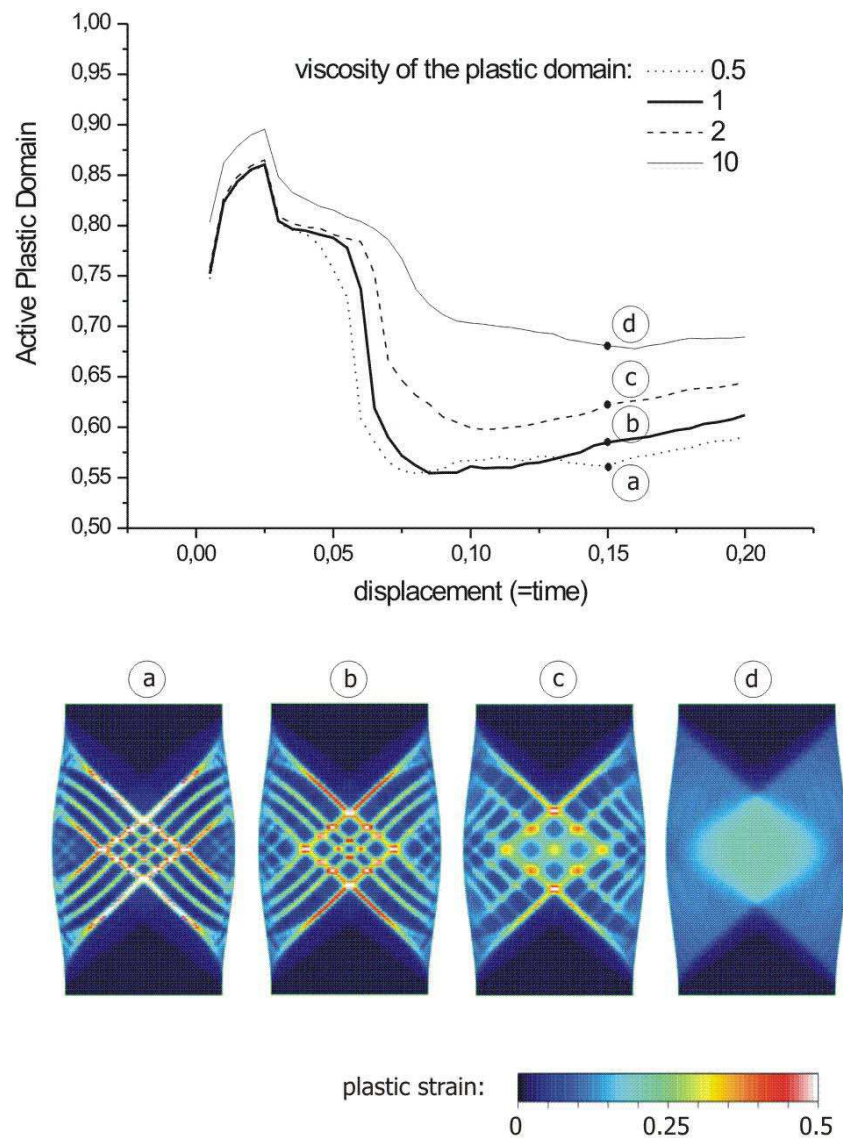 1,00
0,95
0,90
0,85
0,80
0,75
0,70
0,65
0,60
0,55
0,50
Active Plastic Domain
viscosity of the plastic domain:
0.5
1
2
10
d
c
b
a
0,00 0,05 0,10 0,15 0,20
displacement (=time)
a b c d
plastic strain:
0 0.25 0.5